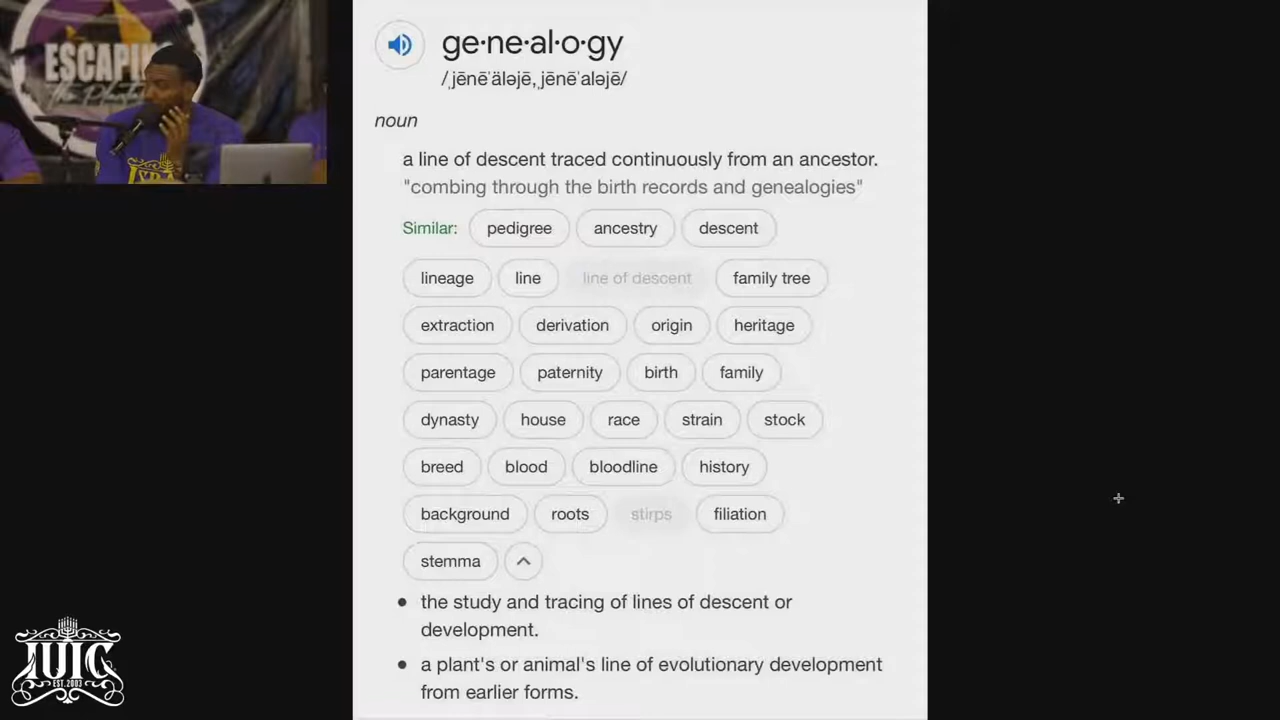 ESCAPIN
the Planta
ge·ne·al·o·gy
/ˌjēnēˈäləjē,ˌjēnēˈaləjē/
noun
a line of descent traced continuously from an ancestor.
"combing through the birth records and genealogies"
Similar: pedigree ancestry descent
lineage line line of descent family tree
extraction derivation origin heritage
parentage paternity birth family
dynasty house race strain stock
breed blood bloodline history
background roots stirps filiation
stemma
• the study and tracing of lines of descent or
development.
• a plant's or animal's line of evolutionary development
from earlier forms.
IUIC
EST. 2003